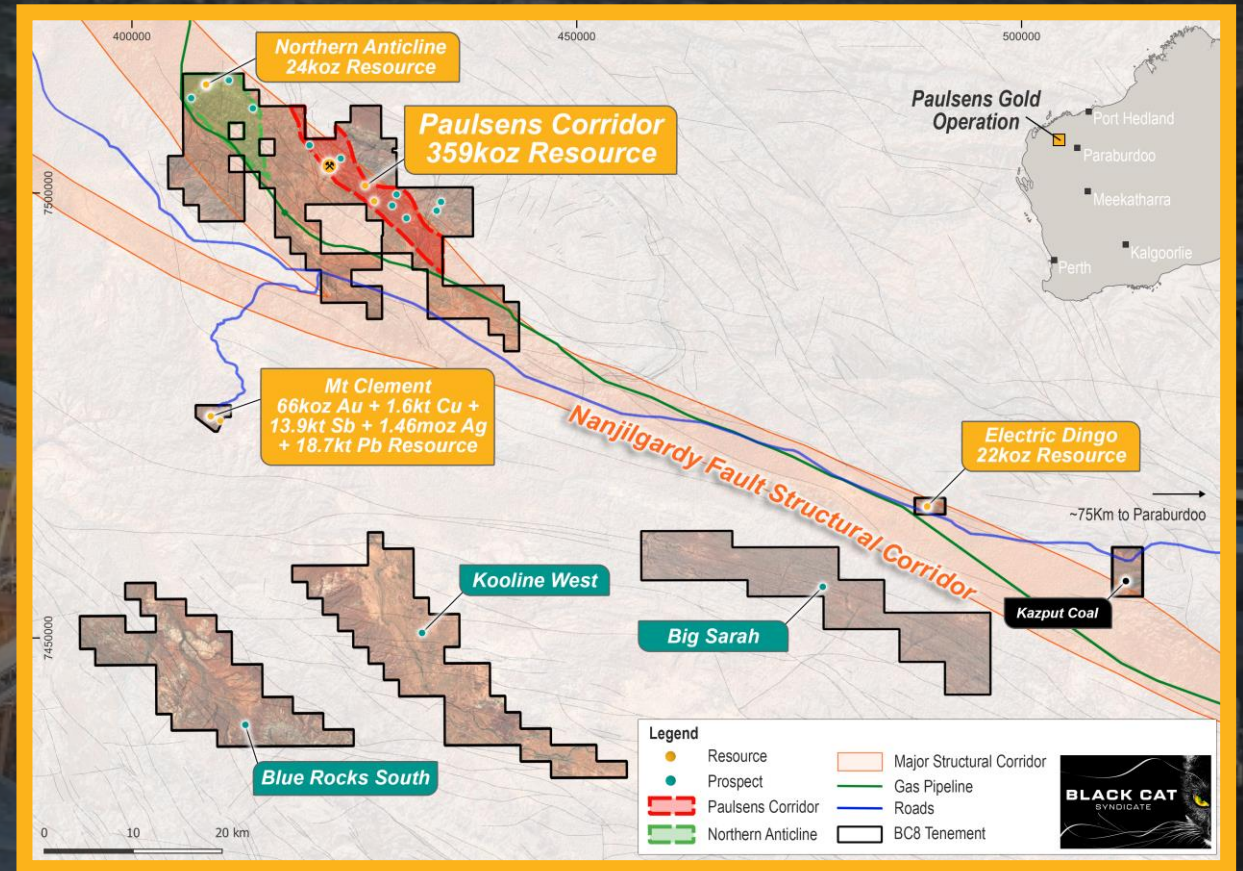 400000
450000
500000
7500000
7450000
Northern Anticline
24koz Resource
Paulsens Corridor
359koz Resource
Paulsens Gold
Operation
Port Hedland
Paraburdoo
Meekatharra
Kalgoorlie
Perth
Mt Clement
66koz Au + 1.6kt Cu +
13.9kt Sb + 1.46moz Ag
+ 18.7kt Pb Resource
Nanjilgardy Fault Structural Corridor
Electric Dingo
22koz Resource
~75Km to Paraburdoo
Kazput Coal
Kooline West
Big Sarah
Blue Rocks South
0 10 20 km
Legend
Resource
Prospect
Paulsens Corridor
Northern Anticline
Major Structural Corridor
Gas Pipeline
Roads
BC8 Tenement
BLACK CAT
SYNDICATE